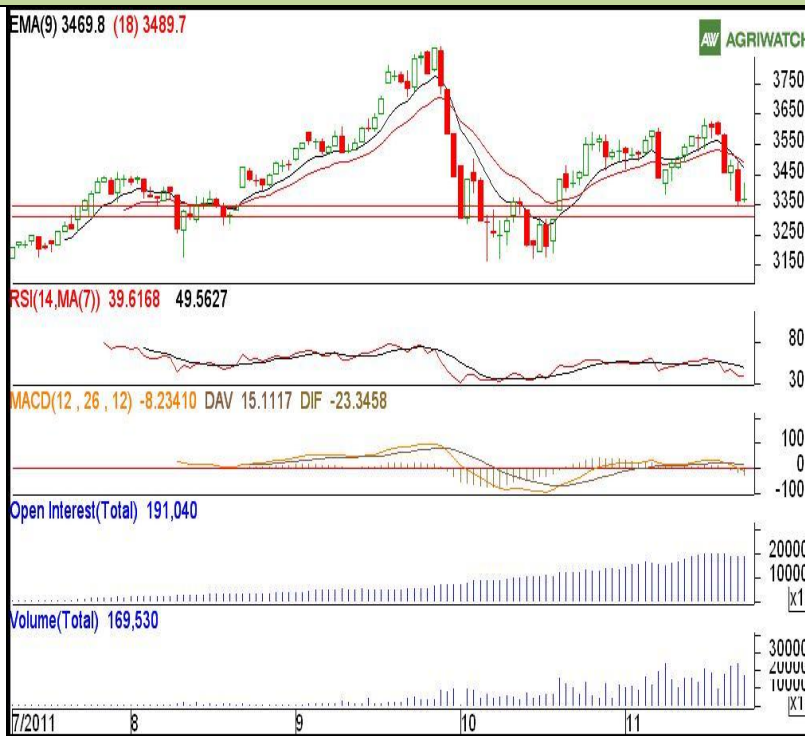 EMA(9) 3469.8 (18) 3489.7
AW AGRIWATCH
3750
3650
3550
3450
3350
3250
3150
RSI(14,MA(7)) 39.6168 49.5627
80
30
MACD(12 , 26 , 12) -8.23410 DAV 15.1117 DIF -23.3458
100
0
-100
Open Interest(Total) 191,040
20000
10000
x1
Volume(Total) 169,530
30000
20000
10000
x1
7/2011 8 9 10 11